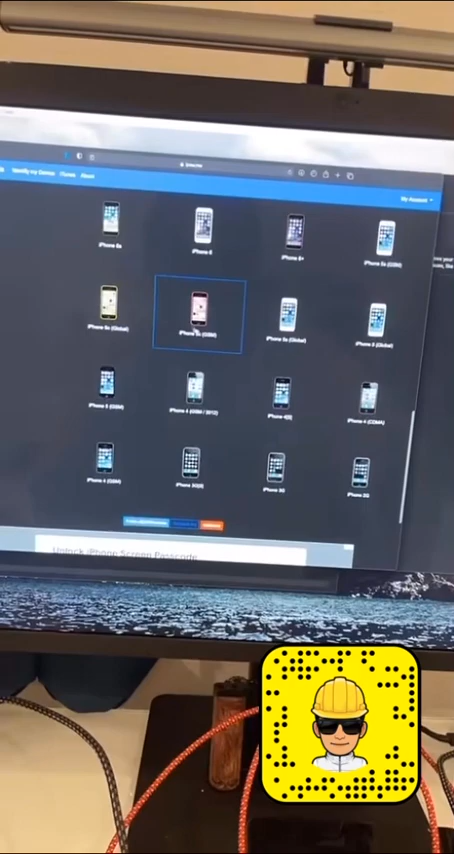 Identify my Device iTunes About
My Account
iPhone 6s iPhone 6 iPhone 6+ iPhone 5s (GSM)
iPhone 5c (Global) iPhone 5c (GSM) iPhone 5s (Global) iPhone 5 (Global)
iPhone 5 (GSM) iPhone 4 (GSM / 2012) iPhone 4[S] iPhone 4 (CDMA)
iPhone 4 (GSM) iPhone 3G[S] iPhone 3G iPhone 2G
Unlock iPhone Screen Passcode